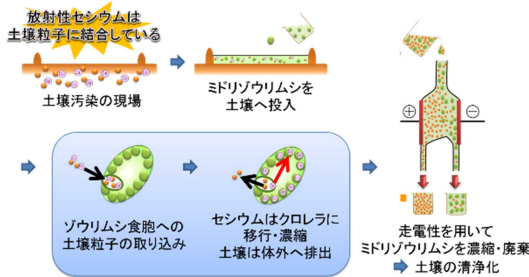 放射性セシウムは
土壌粒子に結合している
土壌汚染の現場
ミドリゾウリムシを
土壌へ投入
ゾウリムシ食胞への
土壌粒子の取り込み
セシウムはクロレラに
移行・濃縮
土壌は体外へ排出
⊕
⊖
走電性を用いて
ミドリゾウリムシを濃縮・廃棄
土壌の清浄化